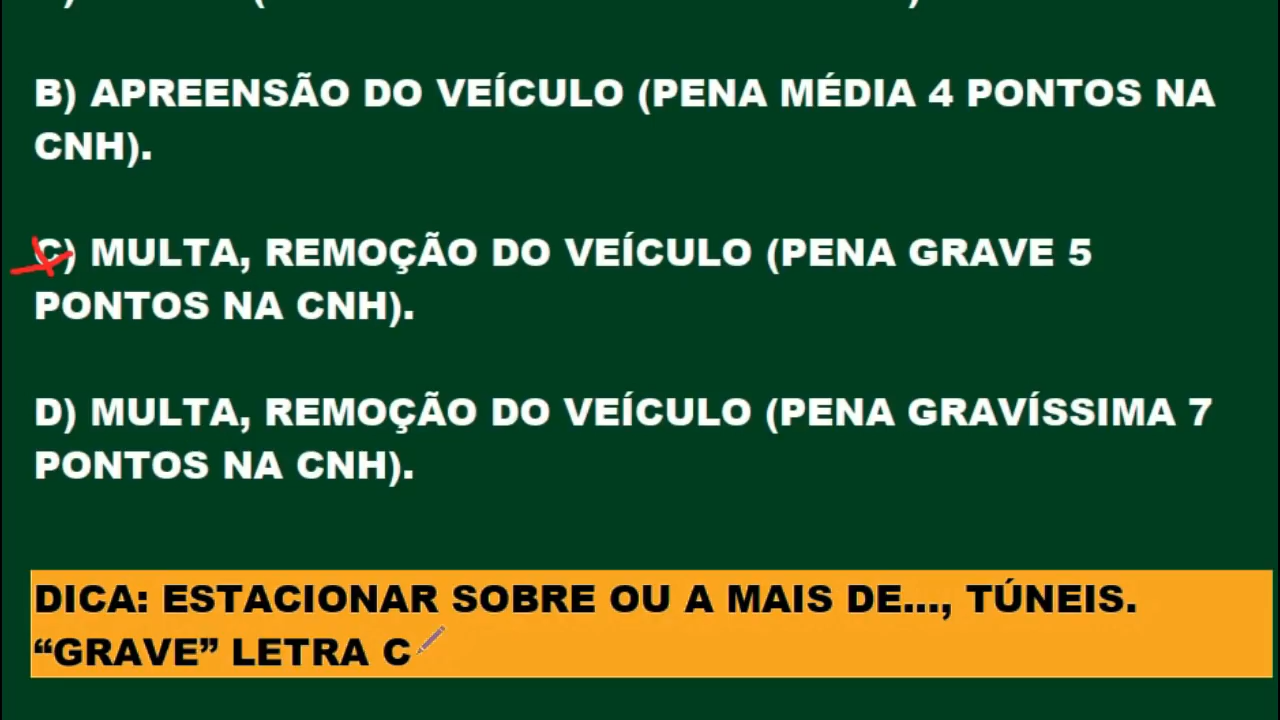 B) APREENSÃO DO VEÍCULO (PENA MÉDIA 4 PONTOS NA
CNH).
C) MULTA, REMOÇÃO DO VEÍCULO (PENA GRAVE 5
PONTOS NA CNH).
D) MULTA, REMOÇÃO DO VEÍCULO (PENA GRAVÍSSIMA 7
PONTOS NA CNH).
DICA: ESTACIONAR SOBRE OU A MAIS DE..., TÚNEIS.
“GRAVE” LETRA C